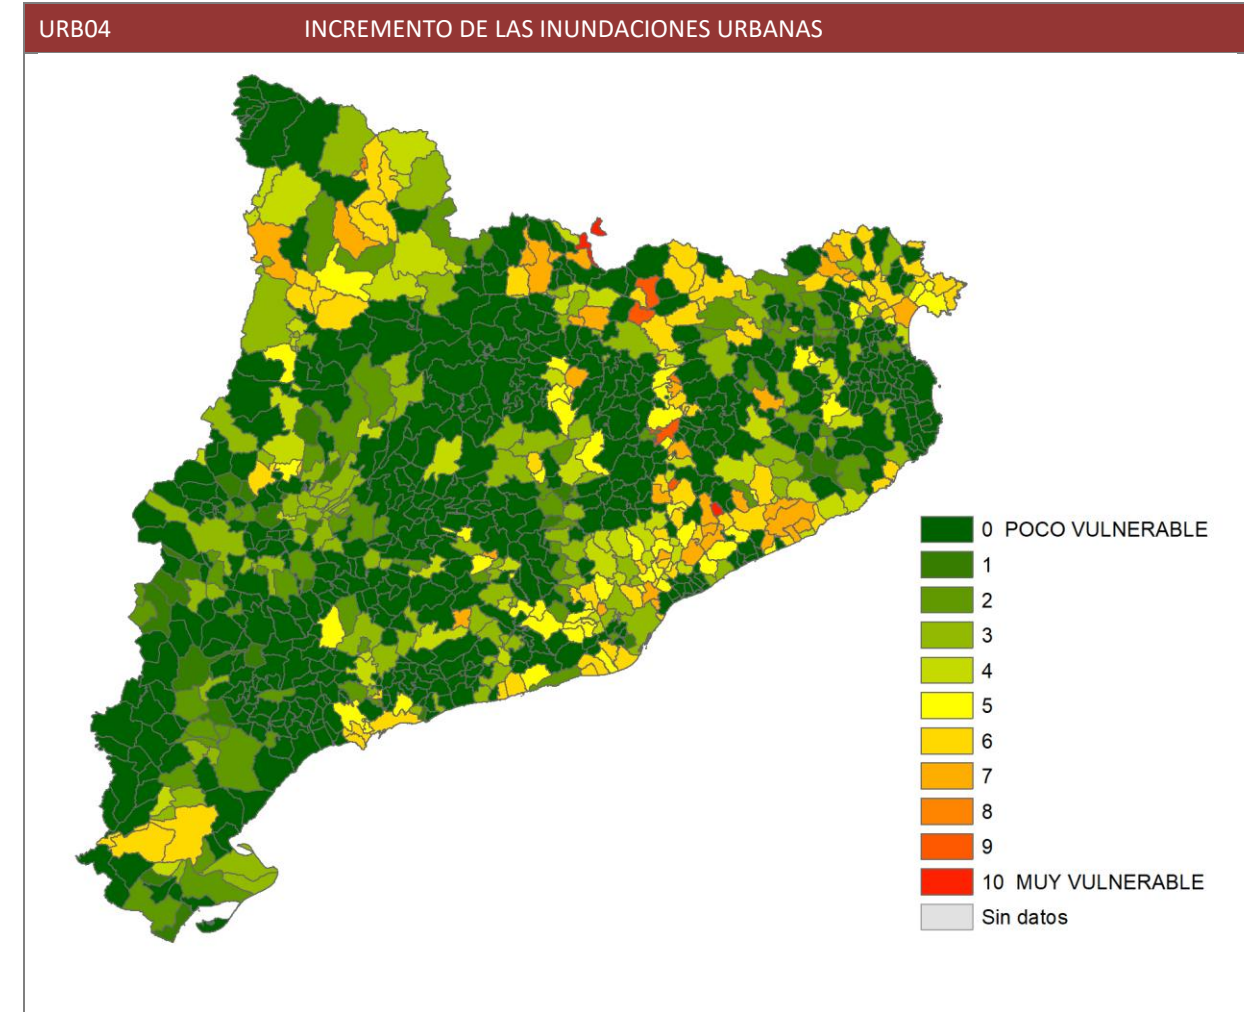 URB04 INCREMENTO DE LAS INUNDACIONES URBANAS
0 POCO VULNERABLE
1
2
3
4
5
6
7
8
9
10 MUY VULNERABLE
Sin datos